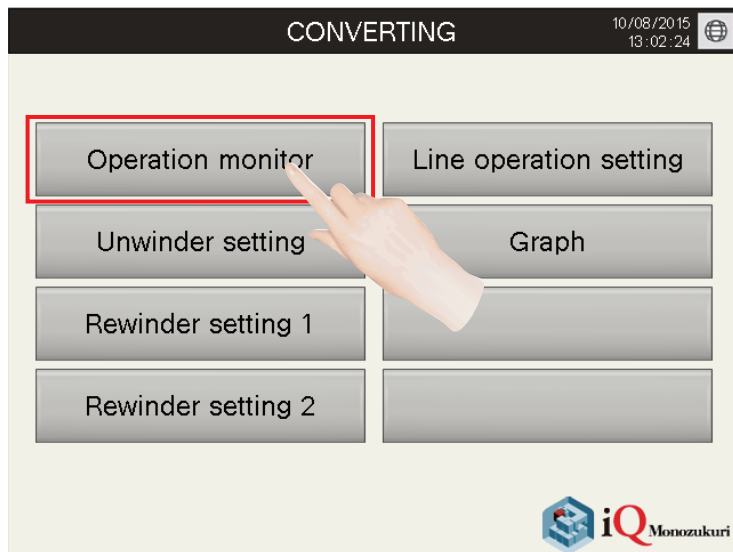 CONVERTING
10/08/2015
13:02:24
Operation monitor
Line operation setting
Unwinder setting
Graph
Rewinder setting 1
Rewinder setting 2
iQ Monozukuri